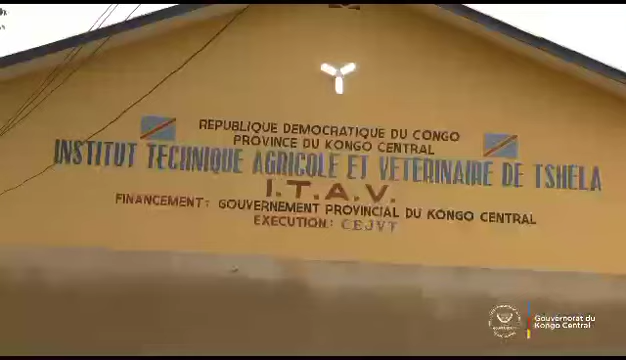 REPUBLIQUE DEMOCRATIQUE DU CONGO
PROVINCE DU KONGO CENTRAL
INSTITUT TECHNIQUE AGRICOLE ET VETERINAIRE DE TSHELA
I.T.A.V.
FINANCEMENT: GOUVERNEMENT PROVINCIAL DU KONGO CENTRAL
EXECUTION: CEJVT
Gouvernorat du
Kongo Central